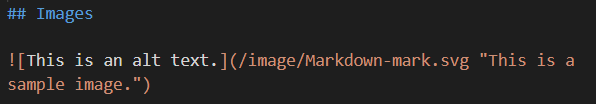 ## Images
![This is an alt text.](/image/Markdown-mark.svg "This is a
sample image.")